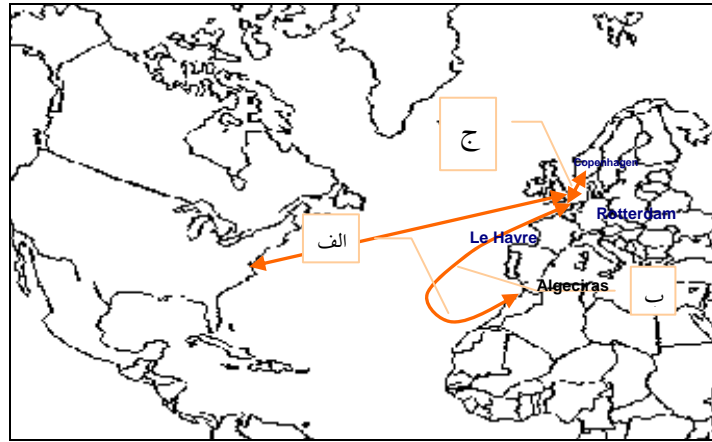 ج
Copenhagen
Rotterdam
Le Havre
الف
Algeciras
ب